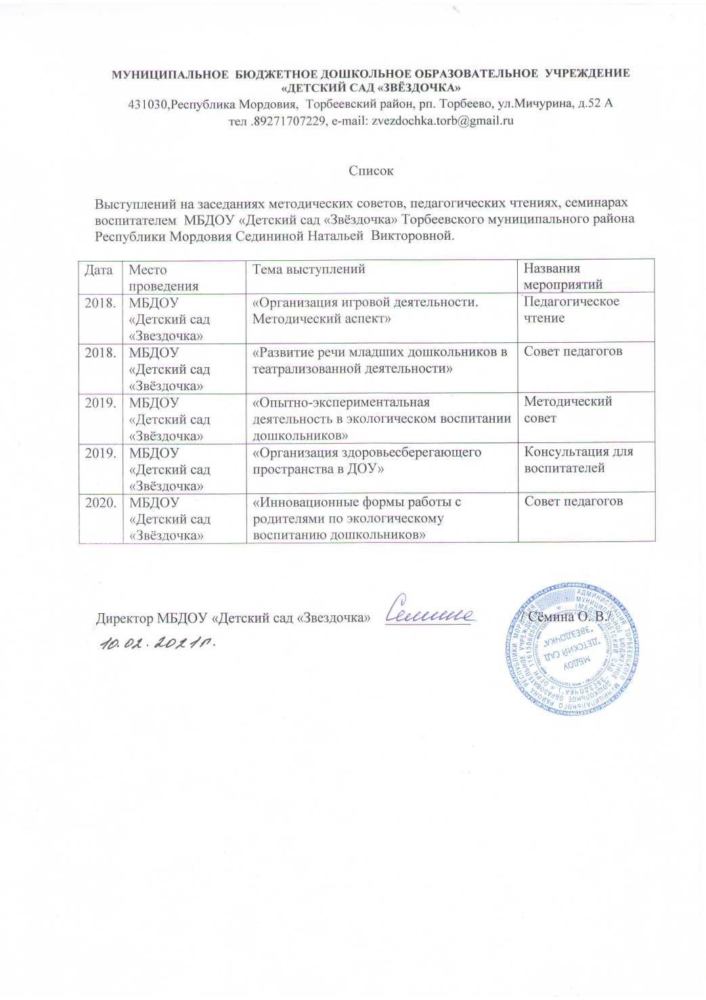 МУНИЦИПАЛЬНОЕ БЮДЖЕТНОЕ ДОШКОЛЬНОЕ ОБРАЗОВАТЕЛЬНОЕ УЧРЕЖДЕНИЕ
«ДЕТСКИЙ САД «ЗВЁЗДОЧКА»
431030,Республика Мордовия, Торбеевский район, рп. Торбеево, ул.Мичурина, д.52 А
тел .89271707229, e-mail: zvezdochka.torb@gmail.ru
Список
Выступлений на заседаниях методических советов, педагогических чтениях, семинарах
воспитателем МБДОУ «Детский сад «Звёздочка» Торбеевского муниципального района
Республики Мордовия Седининой Натальей Викторовной.
Дата Место проведения Тема выступлений Названия мероприятий
2018. МБДОУ «Организация игровой деятельности. Педагогическое
«Детский сад Методический аспект» чтение
«Звездочка»
2018. МБДОУ «Развитие речи младших дошкольников в Совет педагогов
«Детский сад театрализованной деятельности»
«Звёздочка»
2019. МБДОУ «Опытно-экспериментальная Методический
«Детский сад деятельность в экологическом воспитании совет
«Звёздочка» дошкольников»
2019. МБДОУ «Организация здоровьесберегающего Консультация для
«Детский сад пространства в ДОУ» воспитателей
«Звёздочка»
2020. МБДОУ «Инновационные формы работы с Совет педагогов
«Детский сад родителями по экологическому
«Звёздочка» воспитанию дошкольников»
Директор МБДОУ «Детский сад «Звездочка» / Сёмина О. В./
10.02.2021г.
МБДОУ
"ДЕТСКИЙ САД
"ЗВЕЗДОЧКА"